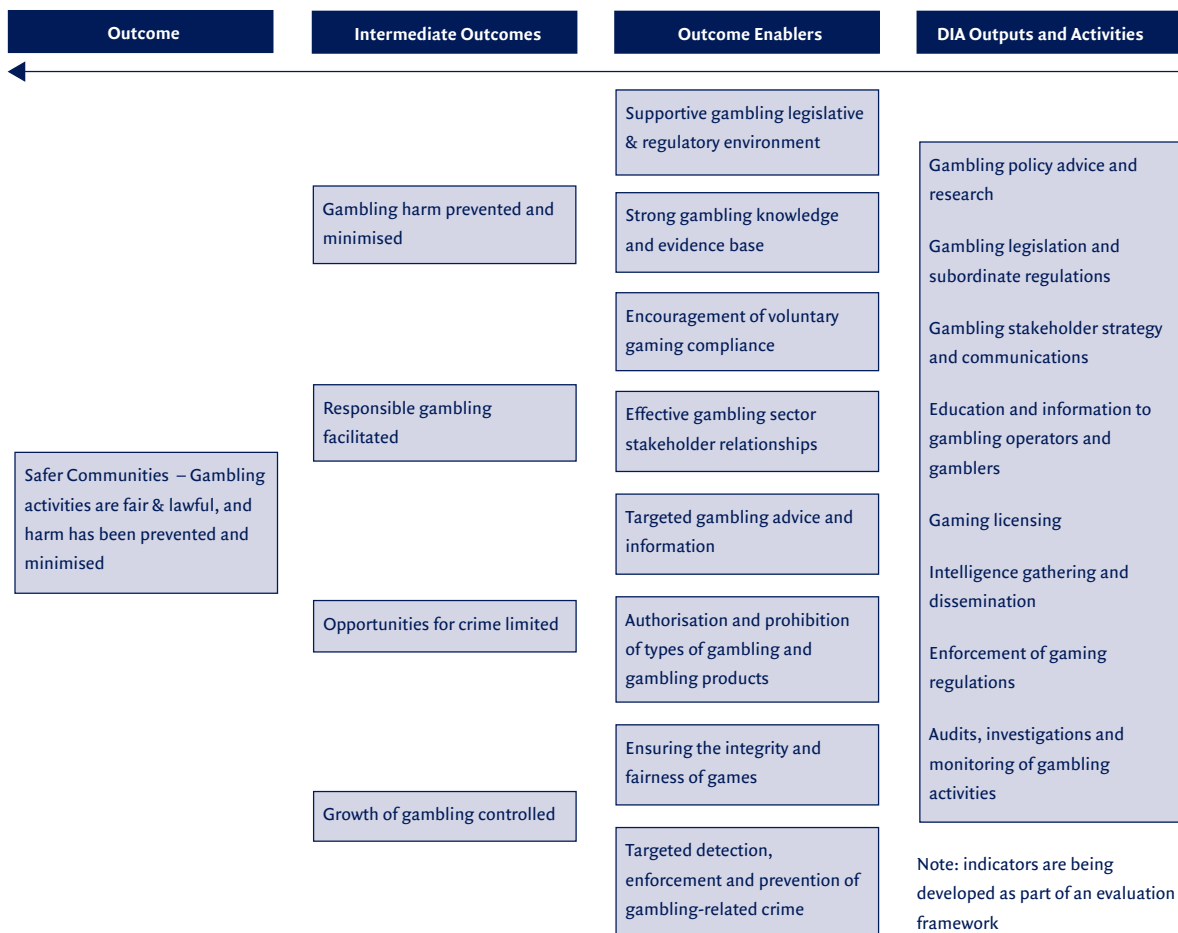 Outcome
Intermediate Outcomes
Outcome Enablers
DIA Outputs and Activities
Safer Communities – Gambling
activities are fair & lawful, and
harm has been prevented and
minimised
Gambling harm prevented and
minimised
Responsible gambling
facilitated
Opportunities for crime limited
Growth of gambling controlled
Supportive gambling legislative
& regulatory environment
Strong gambling knowledge
and evidence base
Encouragement of voluntary
gaming compliance
Effective gambling sector
stakeholder relationships
Targeted gambling advice and
information
Authorisation and prohibition
of types of gambling and
gambling products
Ensuring the integrity and
fairness of games
Targeted detection,
enforcement and prevention of
gambling-related crime
Gambling policy advice and
research
Gambling legislation and
subordinate regulations
Gambling stakeholder strategy
and communications
Education and information to
gambling operators and
gamblers
Gaming licensing
Intelligence gathering and
dissemination
Enforcement of gaming
regulations
Audits, investigations and
monitoring of gambling
activities
Note: indicators are being
developed as part of an evaluation
framework